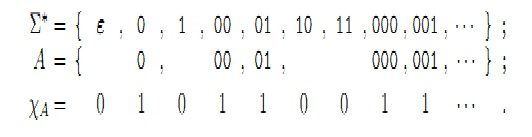 Σ* = { ε , 0 , 1 , 00 , 01 , 10 , 11 , 000 , 001 , ⋯ } ;
A = { 0 , 00 , 01 , 000 , 001 , ⋯ } ;
χA = 0 1 0 1 1 0 0 1 1 ⋯ .